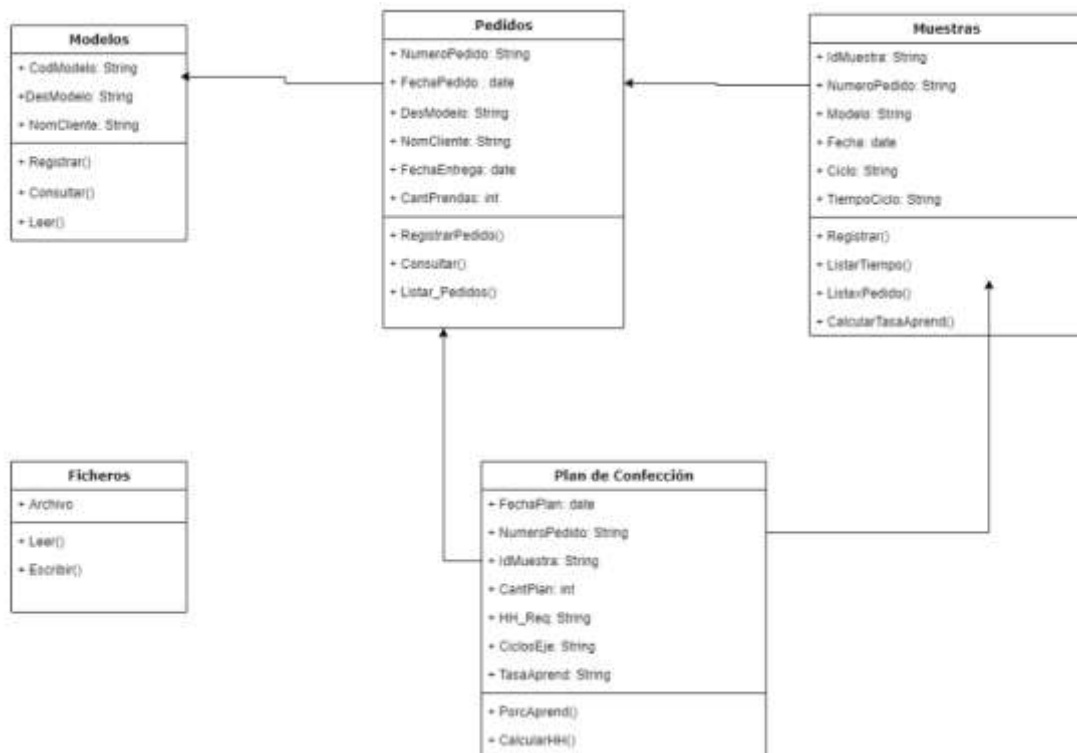 Modelos
+ CodModelo: String
+DesModelo: String
+ NomCliente: String
+ Registrar()
+ Consultar()
+ Leer()
Pedidos
+ NumeroPedido: String
+ FechaPedido : date
+ DesModelo: String
+ NomCliente: String
+ FechaEntrega: date
+ CantPrendas: int
+ RegistrarPedido()
+ Consultar()
+ Listar_Pedidos()
Muestras
+ IdMuestra: String
+ NumeroPedido: String
+ Modelo: String
+ Fecha: date
+ Ciclo: String
+ TiempoCiclo: String
+ Registrar()
+ ListarTiempo()
+ ListaxPedido()
+ CalcularTasaAprend()
Ficheros
+ Archivo
+ Leer()
+ Escribir()
Plan de Confección
+ FechaPlan: date
+ NumeroPedido: String
+ IdMuestra: String
+ CantPlan: int
+ HH_Req: String
+ CiclosEje: String
+ TasaAprend: String
+ PorcAprend()
+ CalcularHH()